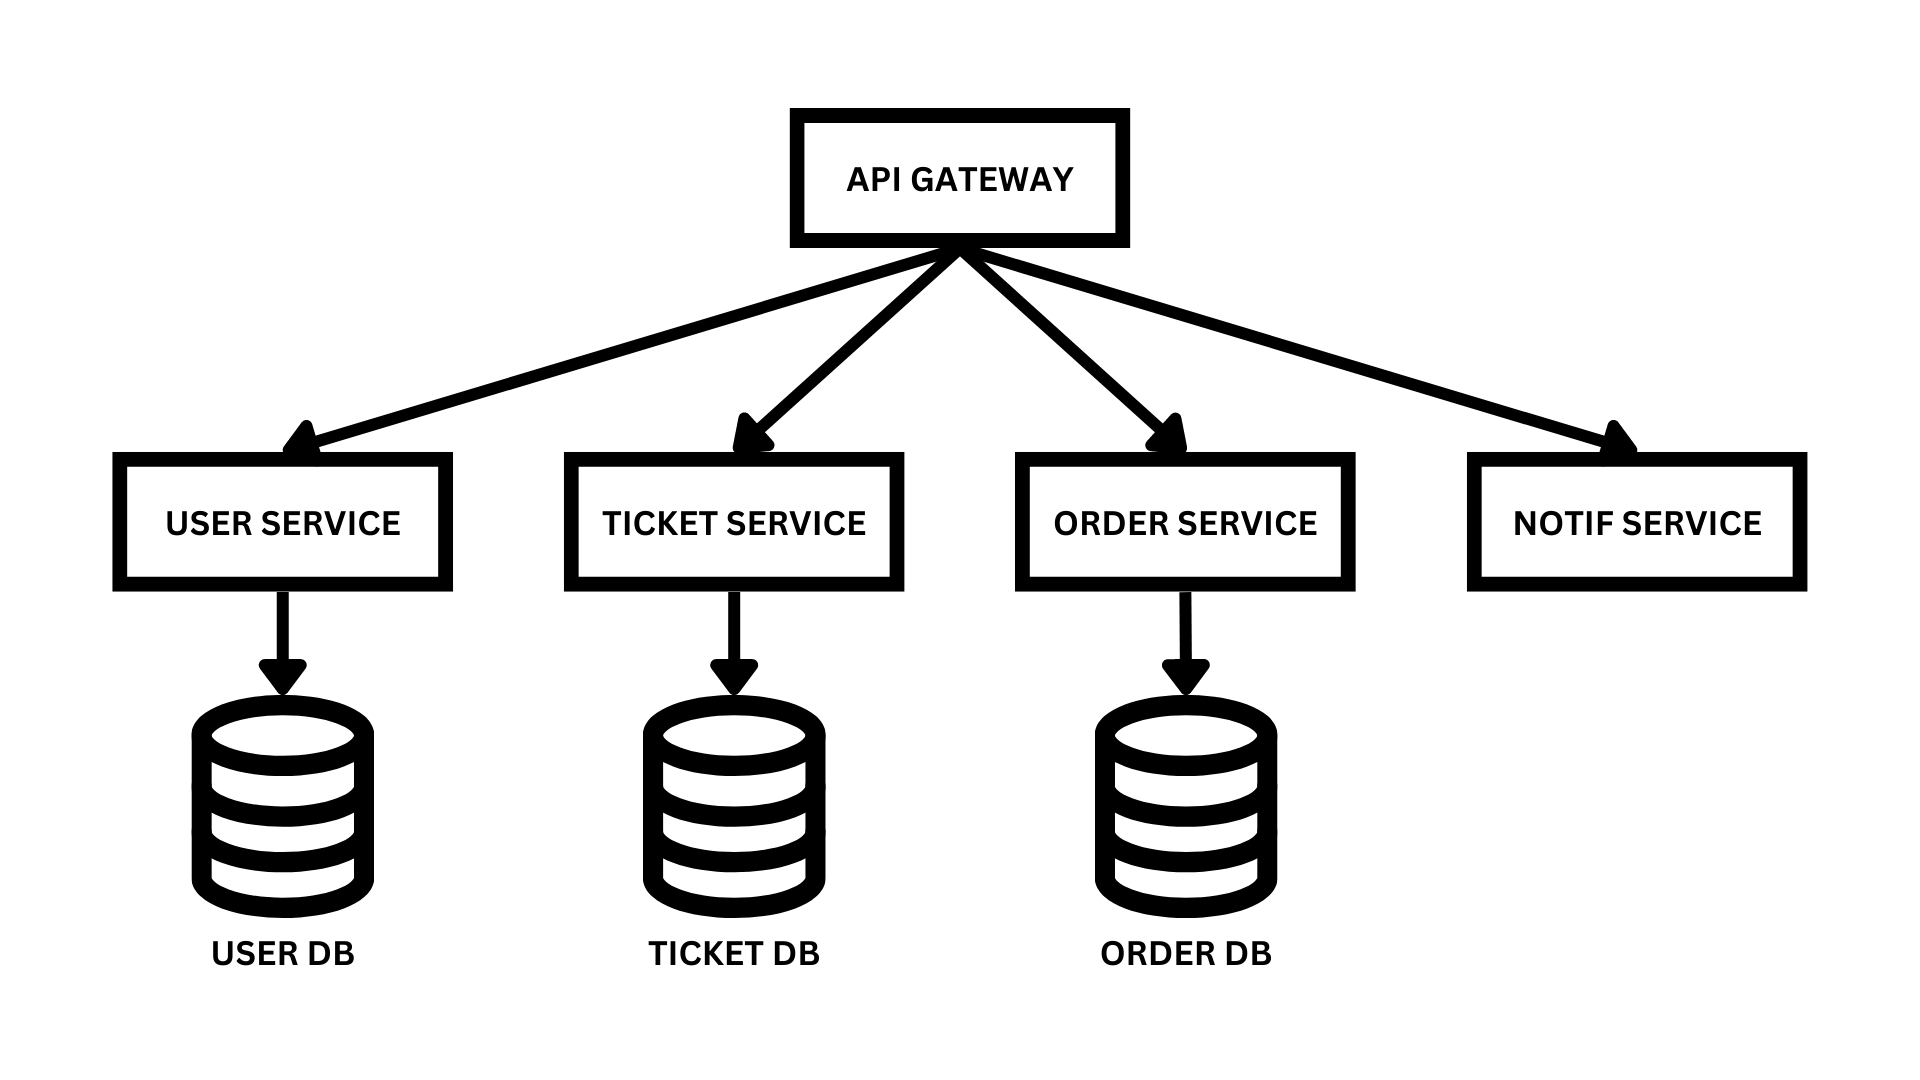 API GATEWAY
USER SERVICE
TICKET SERVICE
ORDER SERVICE
NOTIF SERVICE
USER DB
TICKET DB
ORDER DB